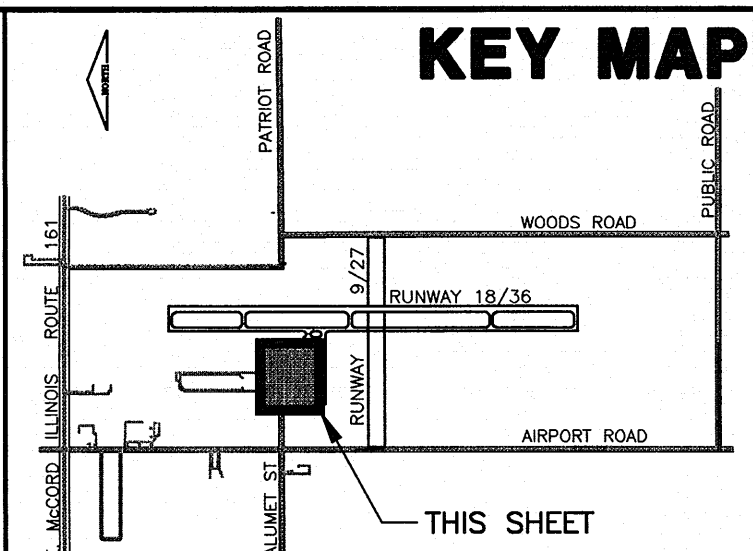 KEY MAP
NORTH
PATRIOT ROAD
PUBLIC ROAD
WOODS ROAD
ILLINOIS ROUTE 161
RUNWAY 9/27
RUNWAY 18/36
AIRPORT ROAD
McCORD
ALUMET ST
THIS SHEET